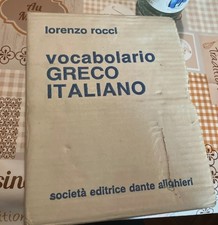 lorenzo rocci
vocabolario
GRECO
ITALIANO
società editrice dante alighieri